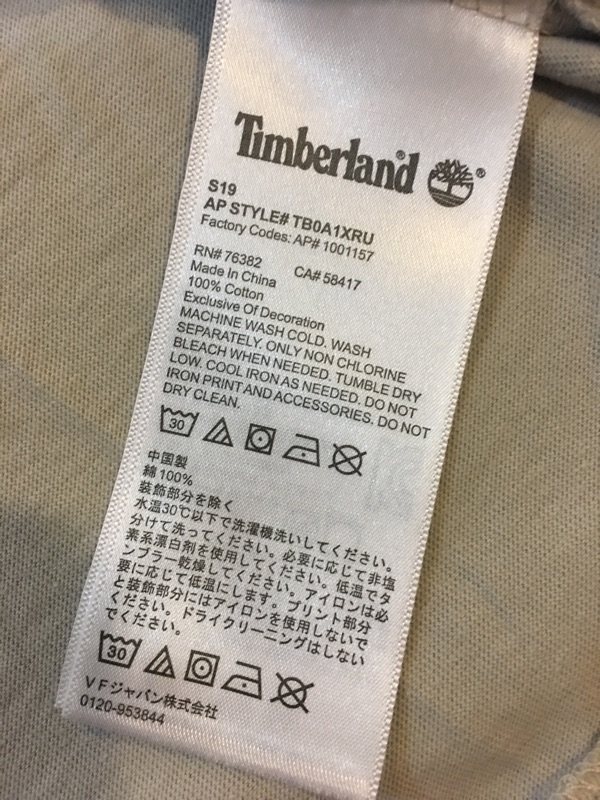 Timberland®
®
S19
AP STYLE# TB0A1XRU
Factory Codes: AP# 1001157
RN# 76382 CA# 58417
Made In China
100% Cotton
Exclusive Of Decoration
MACHINE WASH COLD. WASH
SEPARATELY. ONLY NON CHLORINE
BLEACH WHEN NEEDED. TUMBLE DRY
LOW. COOL IRON AS NEEDED. DO NOT
IRON PRINT AND ACCESSORIES. DO NOT
DRY CLEAN.
30
中国製
綿100%
装飾部分を除く
水温30℃以下で洗濯機洗いしてください。
分けて洗ってください。必要に応じて非塩
素系漂白剤を使用してください。低温でタ
ンブラー乾燥してください。アイロンは必
要に応じて低温にします。プリント部分
と装飾部分にはアイロンを使用しないで
ください。ドライクリーニングはしない
でください。
30
VFジャパン株式会社
0120-953844